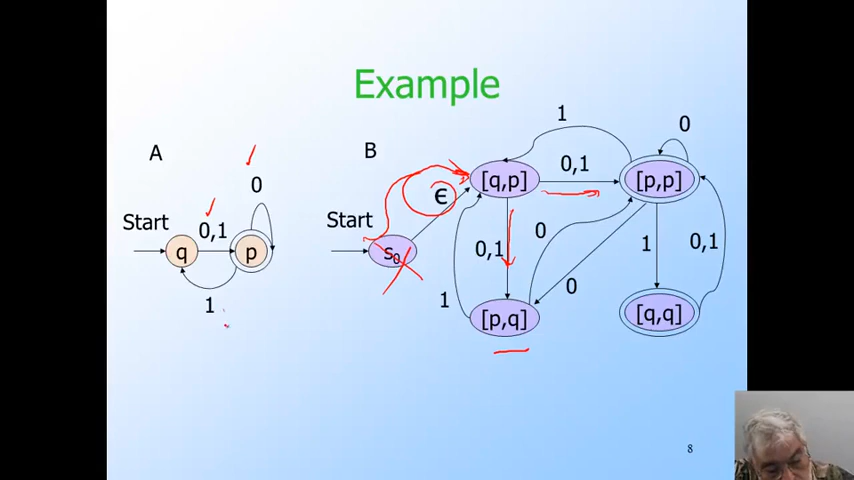 Example
A
B
1
0
0
0,1
[q,p]
[p,p]
Start
0,1
Start
ϵ
q
p
s0
0,1
0
1
0,1
1
1
0
[p,q]
[q,q]
8